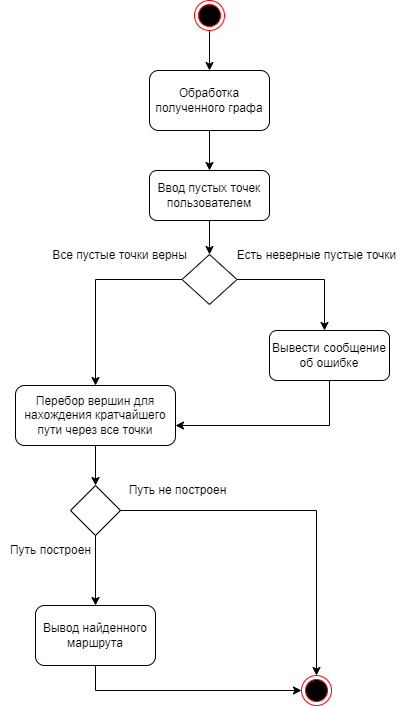 Обработка
полученного графа
Ввод пустых точек
пользователем
Все пустые точки верны
Есть неверные пустые точки
Вывести сообщение
об ошибке
Перебор вершин для
нахождения кратчайшего
пути через все точки
Путь не построен
Путь построен
Вывод найденного
маршрута